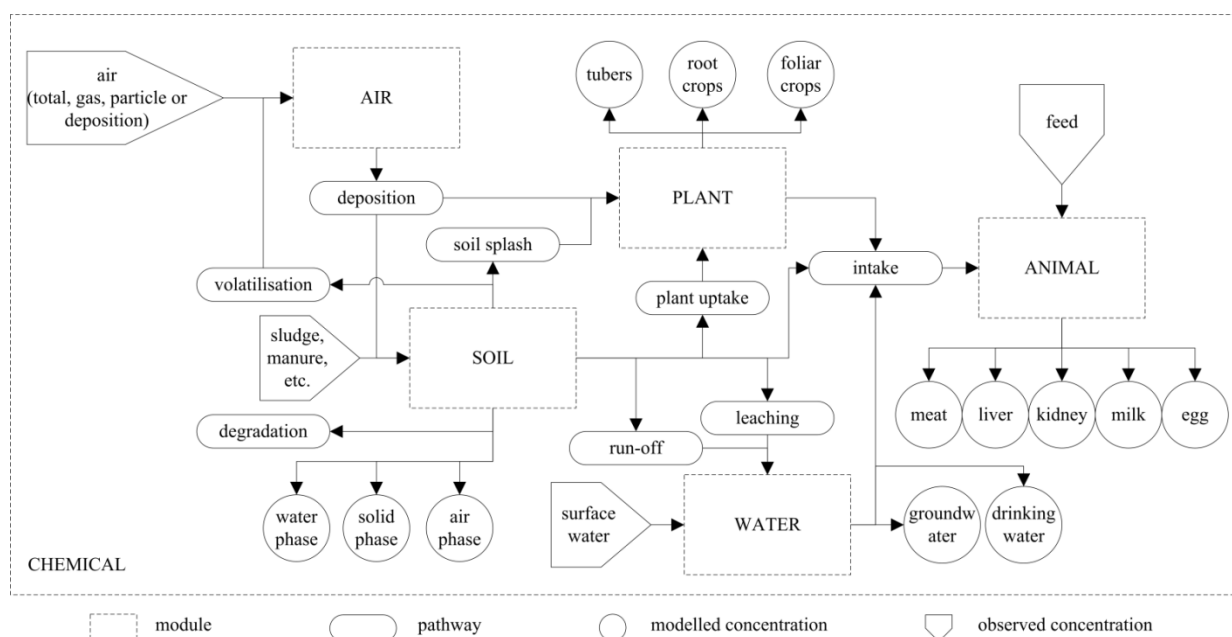 air
(total, gas, particle or
deposition)
AIR
tubers
root
crops
foliar
crops
feed
deposition
PLANT
soil splash
volatilisation
plant uptake
intake
ANIMAL
sludge,
manure,
etc.
SOIL
degradation
leaching
run-off
meat
liver
kidney
milk
egg
water
phase
solid
phase
air
phase
surface
water
WATER
groundw
ater
drinking
water
CHEMICAL
module
pathway
modelled concentration
observed concentration